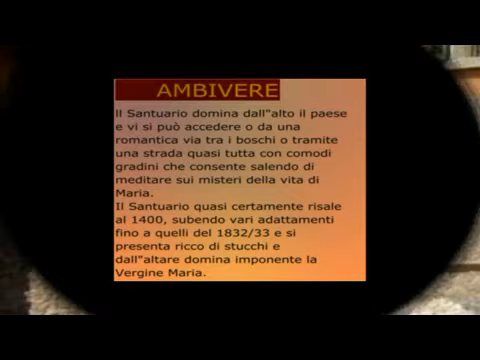 AMBIVERE
Il Santuario domina dall"alto il paese
e vi si può accedere o da una
romantica via tra i boschi o tramite
una strada quasi tutta con comodi
gradini che consente salendo di
meditare sui misteri della vita di
Maria.
Il Santuario quasi certamente risale
al 1400, subendo vari adattamenti
fino a quelli del 1832/33 e si
presenta ricco di stucchi e
dall"altare domina imponente la
Vergine Maria.